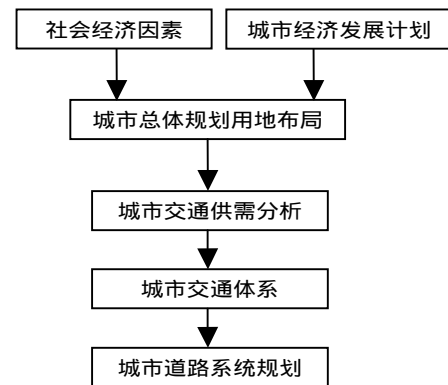 社会经济因素
城市经济发展计划
城市总体规划用地布局
城市交通供需分析
城市交通体系
城市道路系统规划